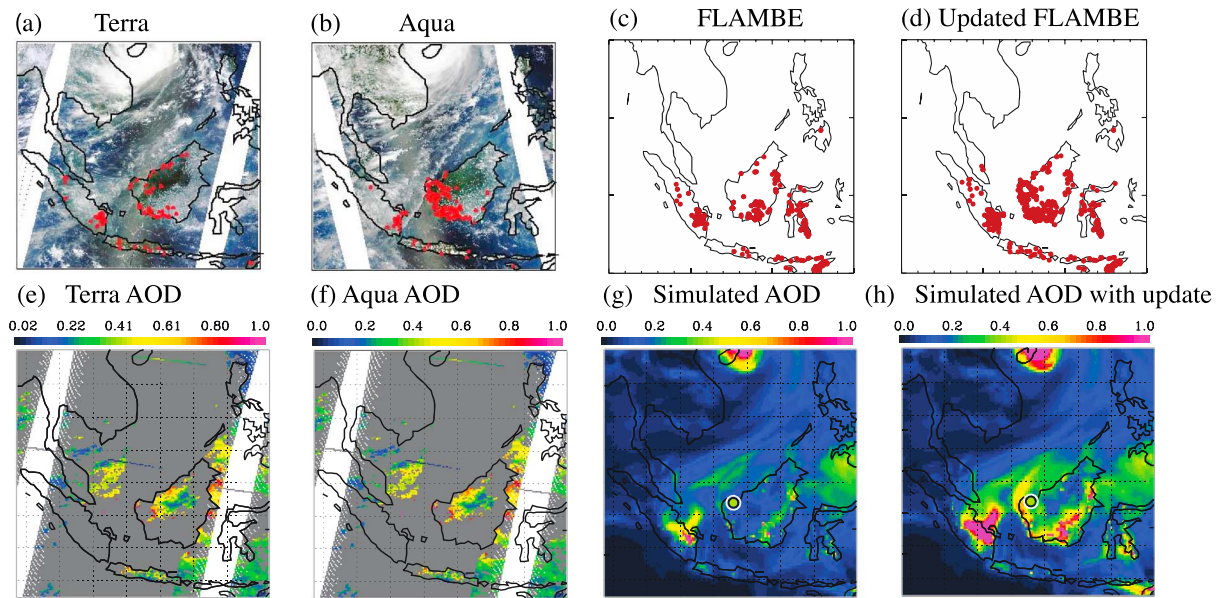 (a) Terra
(b) Aqua
(c) FLAMBE
(d) Updated FLAMBE
(e) Terra AOD
(f) Aqua AOD
(g) Simulated AOD
(h) Simulated AOD with update
0.02 0.22 0.41 0.61 0.80 1.0
0.0 0.2 0.4 0.6 0.8 1.0
0.0 0.2 0.4 0.6 0.8 1.0
0.0 0.2 0.4 0.6 0.8 1.0